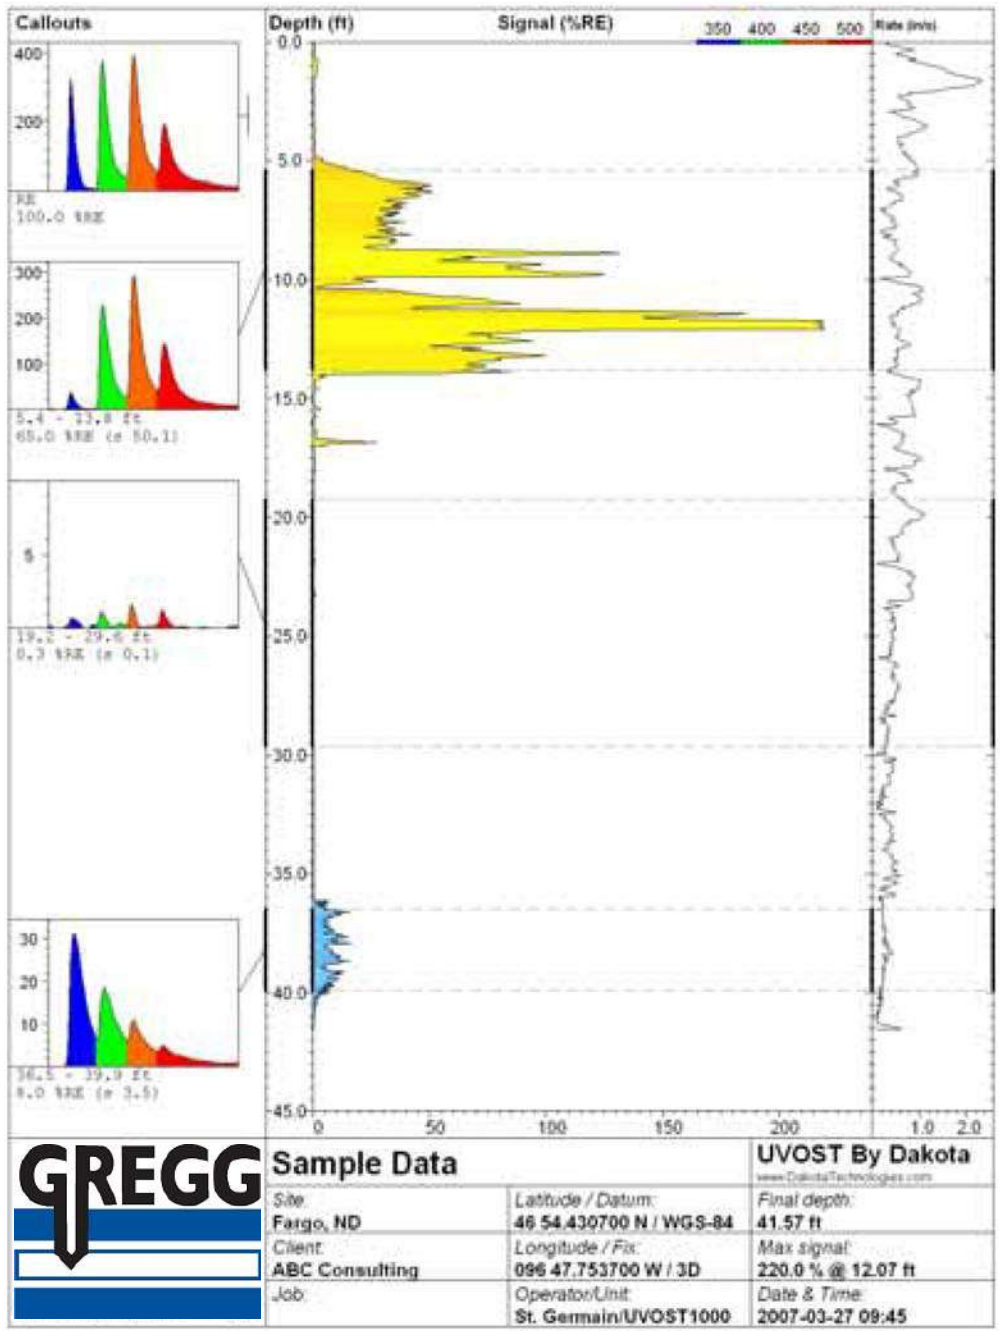 Callouts
Depth (ft)
Signal (%RE)
350 400 450 500
Rate (in/s)
400
200
RE
100.0 %RE
300
200
100
5.4 - 13.8 ft
65.0 %RE (s 50.1)
5
19.2 - 29.6 ft
0.3 %RE (s 0.1)
30
20
10
36.5 - 39.9 ft
8.0 %RE (s 3.5)
0.0
5.0
10.0
15.0
20.0
25.0
30.0
35.0
40.0
45.0
0 50 100 150 200
1.0 2.0
GREGG
Sample Data
UVOST By Dakota
www.DakotaTechnologies.com
Site:
Fargo, ND
Latitude / Datum:
46 54.430700 N / WGS-84
Final depth:
41.57 ft
Client:
ABC Consulting
Longitude / Fix:
096 47.753700 W / 3D
Max signal:
220.0 % @ 12.07 ft
Job:
Operator/Unit:
St. Germain/UVOST1000
Date & Time:
2007-03-27 09:45